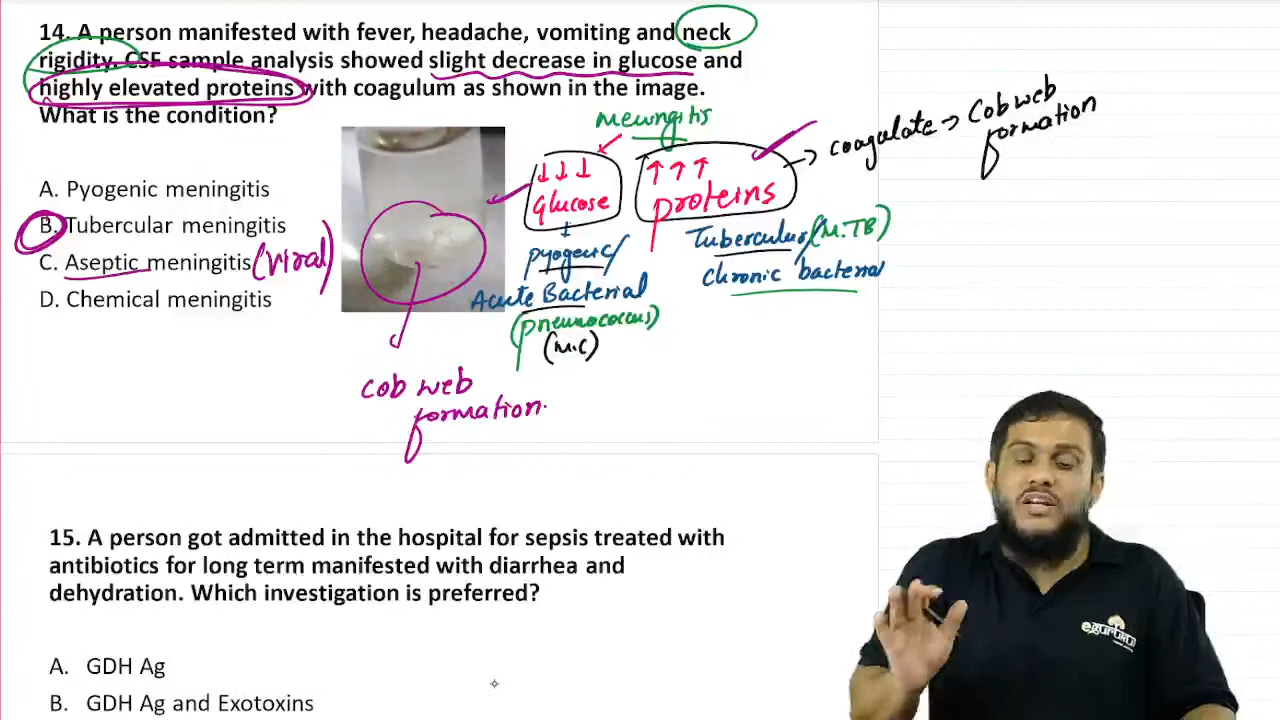 14. A person manifested with fever, headache, vomiting and neck
rigidity. CSF sample analysis showed slight decrease in glucose and
highly elevated proteins with coagulum as shown in the image.
What is the condition?
A. Pyogenic meningitis
B. Tubercular meningitis
C. Aseptic meningitis (viral)
D. Chemical meningitis
meningitis
↓ ↓ ↓
Glucose
pyogenic/
Acute Bacterial
(pneumococcus)
(M.C)
↑ ↑ ↑
proteins
Tuberculus/(M.TB)
chronic bacterial
→ coagulate → Cob web
formation
cob web
formation.
15. A person got admitted in the hospital for sepsis treated with
antibiotics for long term manifested with diarrhea and
dehydration. Which investigation is preferred?
A. GDH Ag
B. GDH Ag and Exotoxins
egurukul